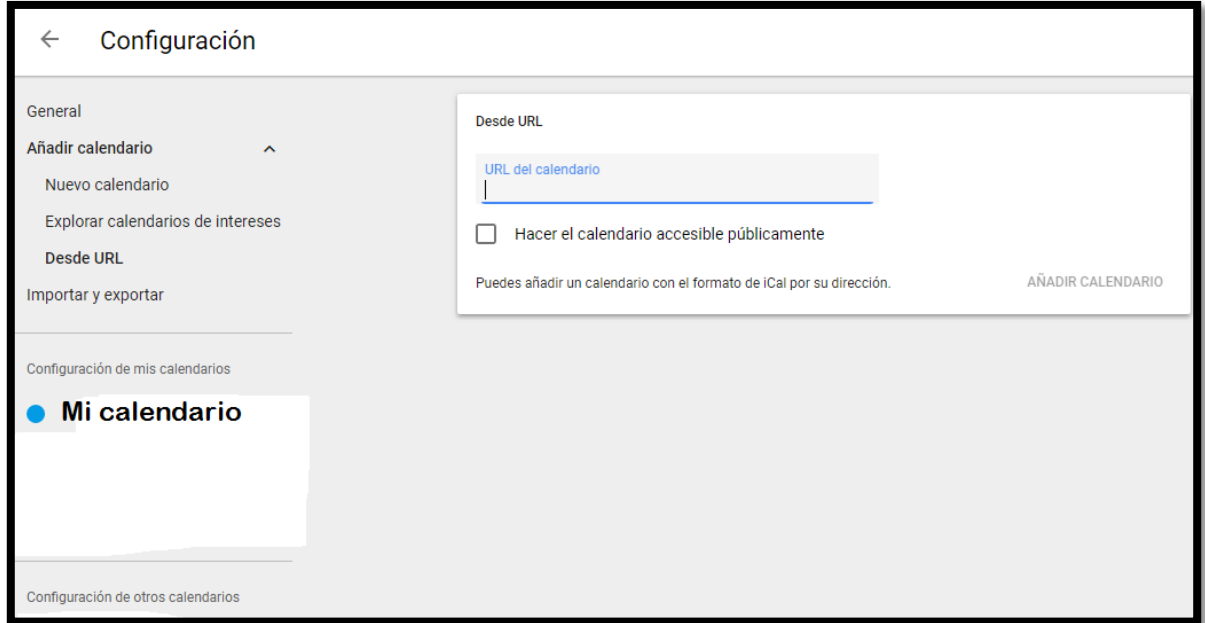 Configuración
General
Añadir calendario
Nuevo calendario
Explorar calendarios de intereses
Desde URL
Importar y exportar
Configuración de mis calendarios
Mi calendario
Configuración de otros calendarios
Desde URL
URL del calendario
Hacer el calendario accesible públicamente
Puedes añadir un calendario con el formato de iCal por su dirección.
AÑADIR CALENDARIO